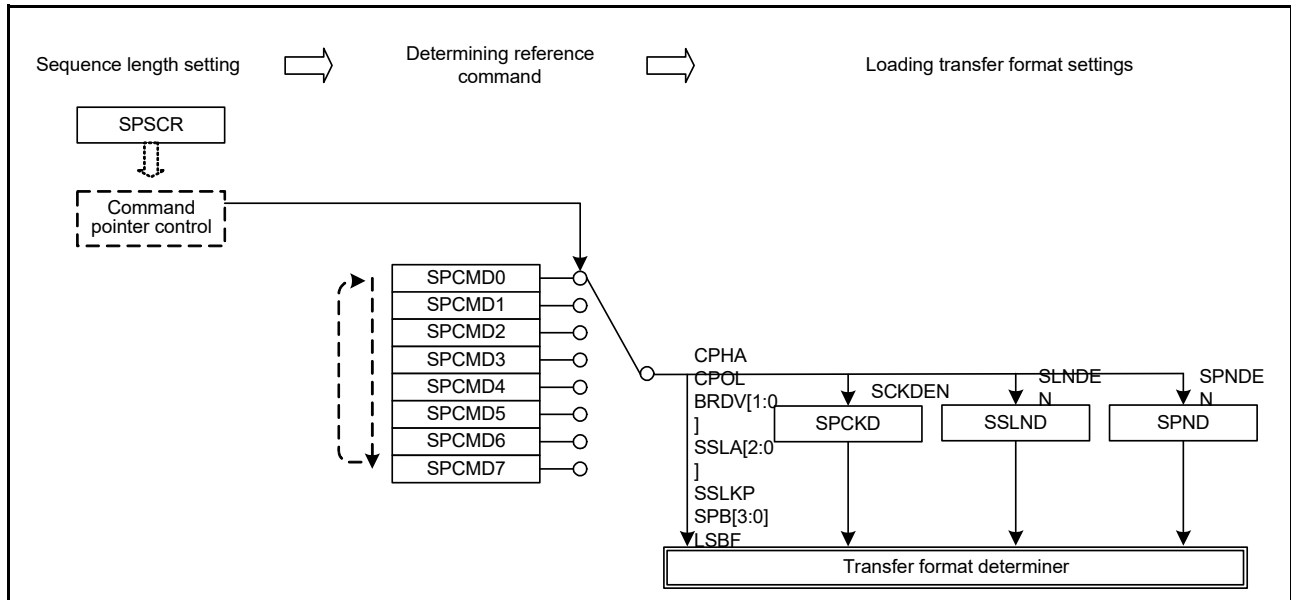 Sequence length setting
Determining reference
command
Loading transfer format settings
SPSCR
Command
pointer control
SPCMD0
SPCMD1
SPCMD2
SPCMD3
SPCMD4
SPCMD5
SPCMD6
SPCMD7
CPHA
CPOL
BRDV[1:0
]
SSLA[2:0
]
SSLKP
SPB[3:0]
LSBF
SCKDEN
SPCKD
SLNDE
N
SSLND
SPNDE
N
SPND
Transfer format determiner